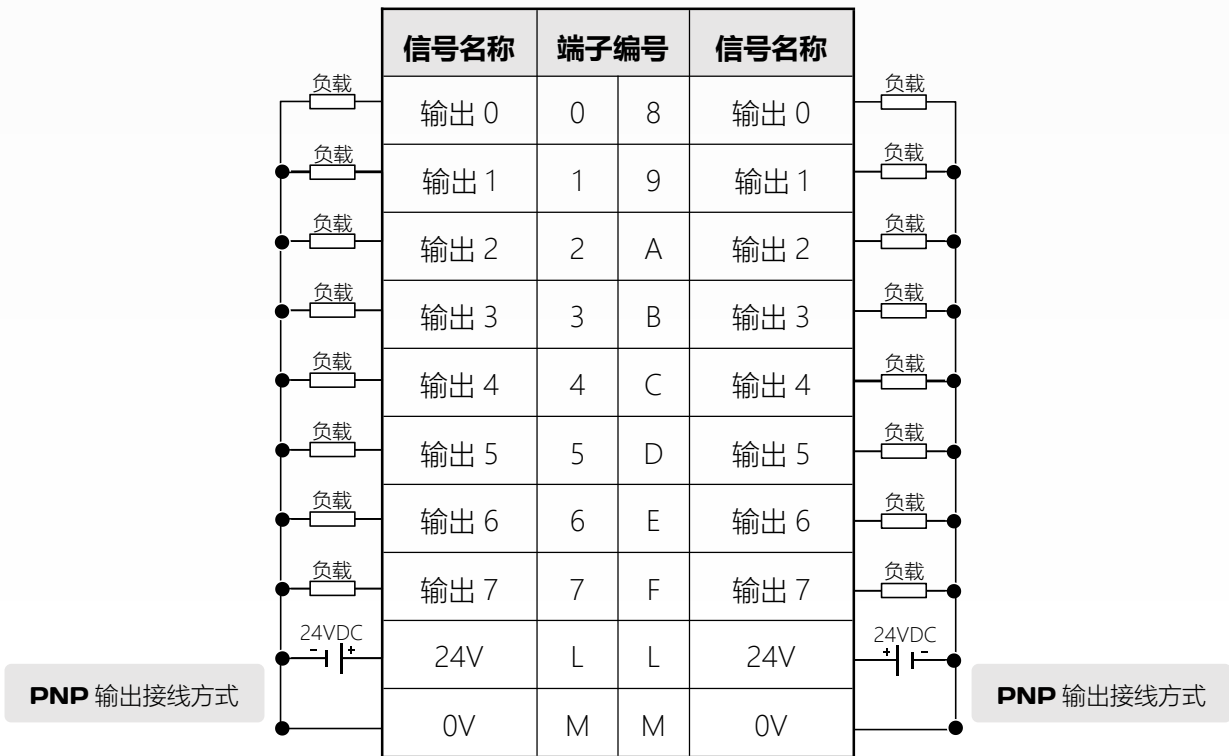 信号名称 端子编号 信号名称
负载 输出 0 0 8 输出 0 负载
负载 输出 1 1 9 输出 1 负载
负载 输出 2 2 A 输出 2 负载
负载 输出 3 3 B 输出 3 负载
负载 输出 4 4 C 输出 4 负载
负载 输出 5 5 D 输出 5 负载
负载 输出 6 6 E 输出 6 负载
负载 输出 7 7 F 输出 7 负载
24VDC - + 24V L L 24V 24VDC + -
PNP 输出接线方式 0V M M 0V PNP 输出接线方式